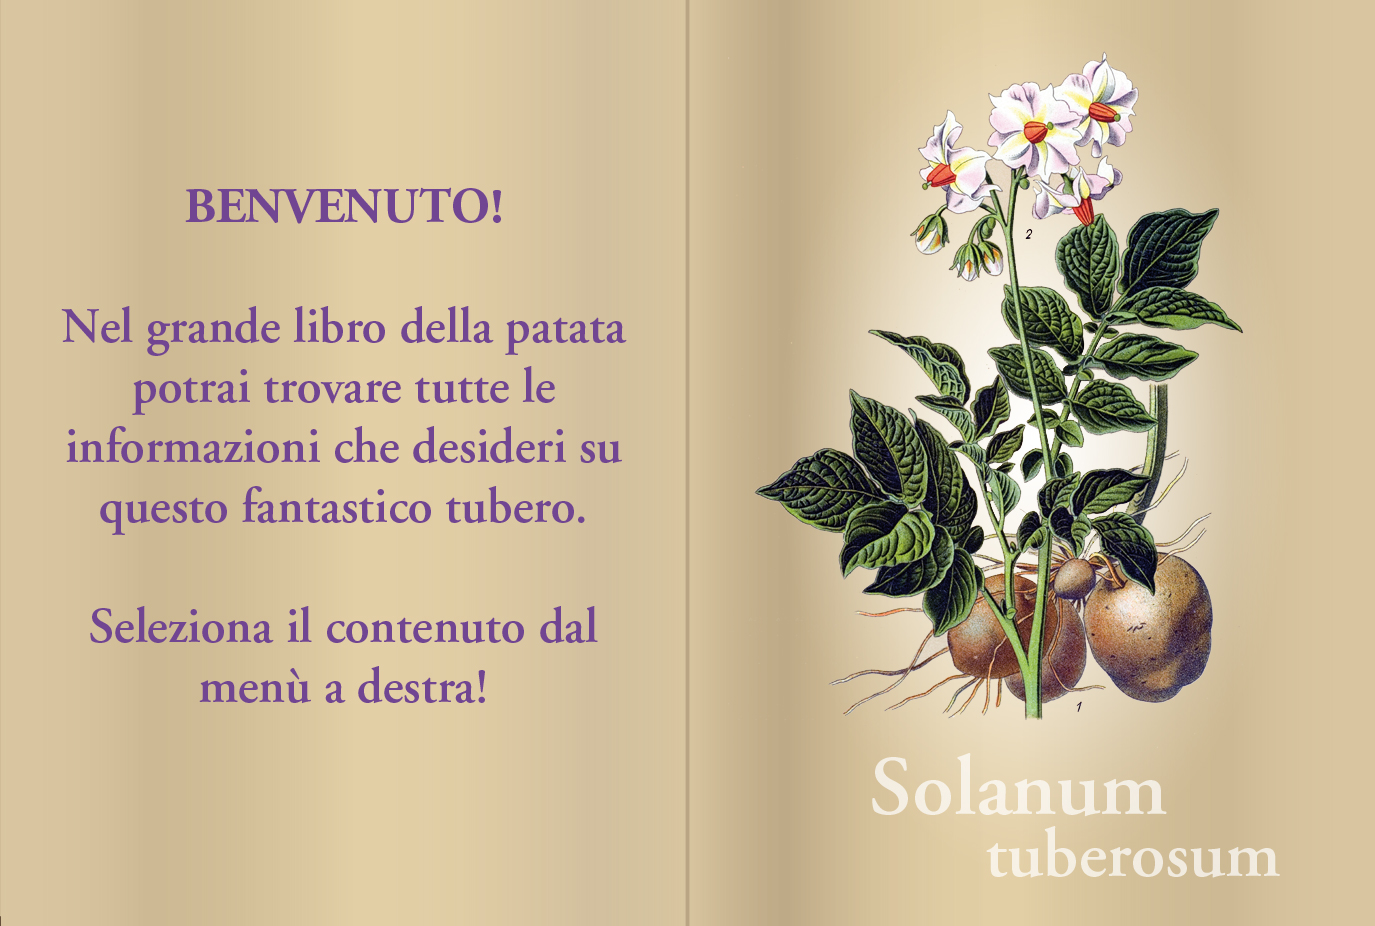 BENVENUTO!
Nel grande libro della patata
potrai trovare tutte le
informazioni che desideri su
questo fantastico tubero.
Seleziona il contenuto dal
menù a destra!
2
1
Solanum
tuberosum